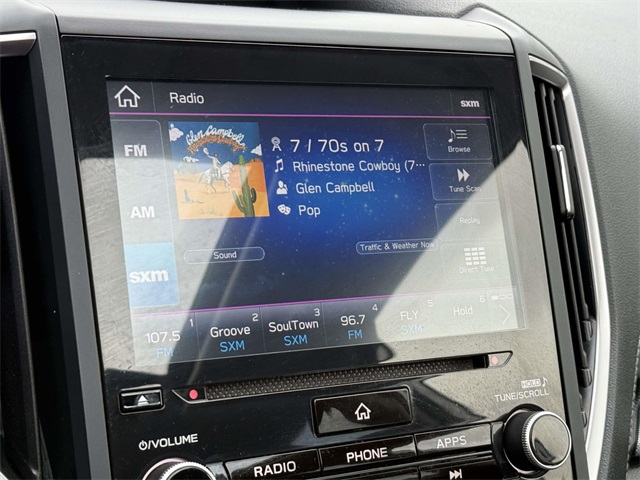 Radio
sxm
FM
AM
sxm
Glen Campbell
7 / 70s on 7
Rhinestone Cowboy (7···
Glen Campbell
Pop
Browse
Tune Scan
Replay
Direct Tune
Sound
Traffic & Weather Now
1
107.5
FM
2
Groove
SXM
3
SoulTown
SXM
4
96.7
FM
5
FLY
SXM
6
Hold
HOLD
TUNE/SCROLL
VOLUME
RADIO
PHONE
APPS